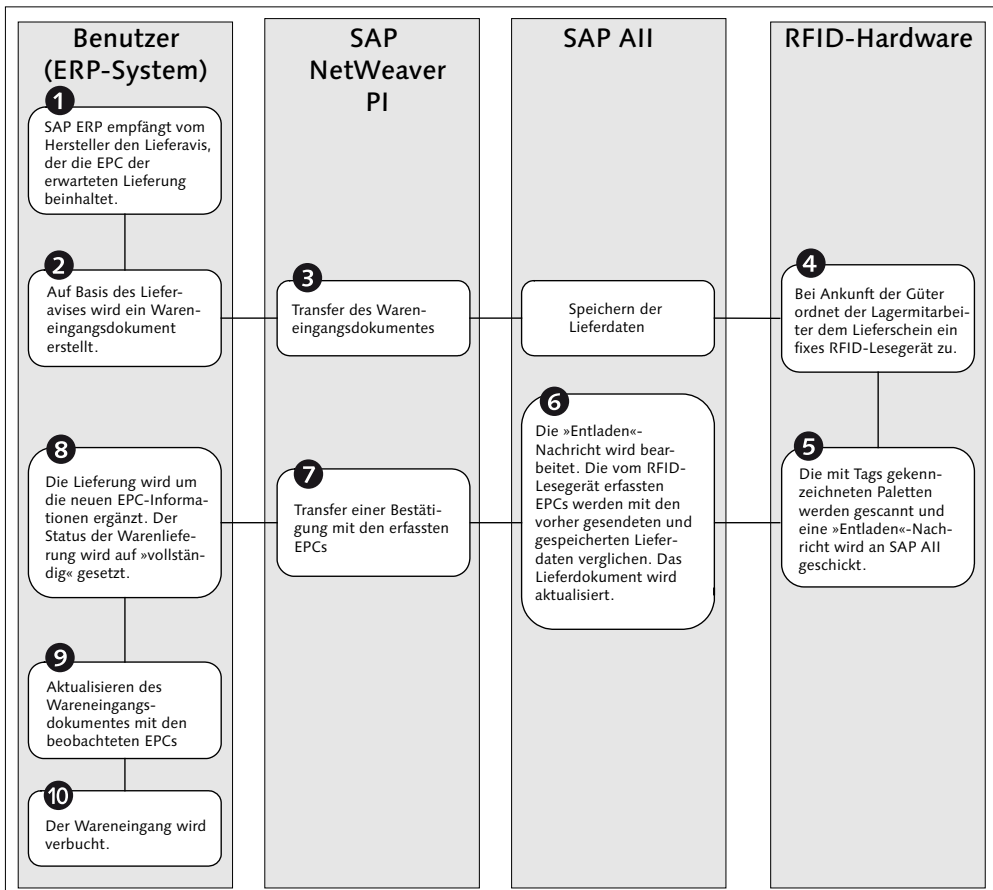 Benutzer
(ERP-System)
SAP
NetWeaver
PI
SAP AII
RFID-Hardware
1
SAP ERP empfängt vom
Hersteller den Lieferavis,
der die EPC der
erwarteten Lieferung
beinhaltet.
2
Auf Basis des Liefer-
avises wird ein Waren-
eingangsdokument
erstellt.
3
Transfer des Waren-
eingangsdokumentes
Speichern der
Lieferdaten
4
Bei Ankunft der Güter
ordnet der Lagermitarbei-
ter dem Lieferschein ein
fixes RFID-Lesegerät zu.
5
Die mit Tags gekenn-
zeichneten Paletten
werden gescannt und
eine »Entladen«-Nach-
richt wird an SAP AII
geschickt.
6
Die »Entladen«-
Nachricht wird bear-
beitet. Die vom RFID-
Lesegerät erfassten
EPCs werden mit den
vorher gesendeten und
gespeicherten Liefer-
daten verglichen. Das
Lieferdokument wird
aktualisiert.
7
Transfer einer Bestäti-
gung mit den erfassten
EPCs
8
Die Lieferung wird um
die neuen EPC-Informa-
tionen ergänzt. Der
Status der Warenliefe-
rung wird auf »vollstän-
dig« gesetzt.
9
Aktualisieren des
Wareneingangs-
dokumentes mit den
beobachteten EPCs
10
Der Wareneingang wird
verbucht.